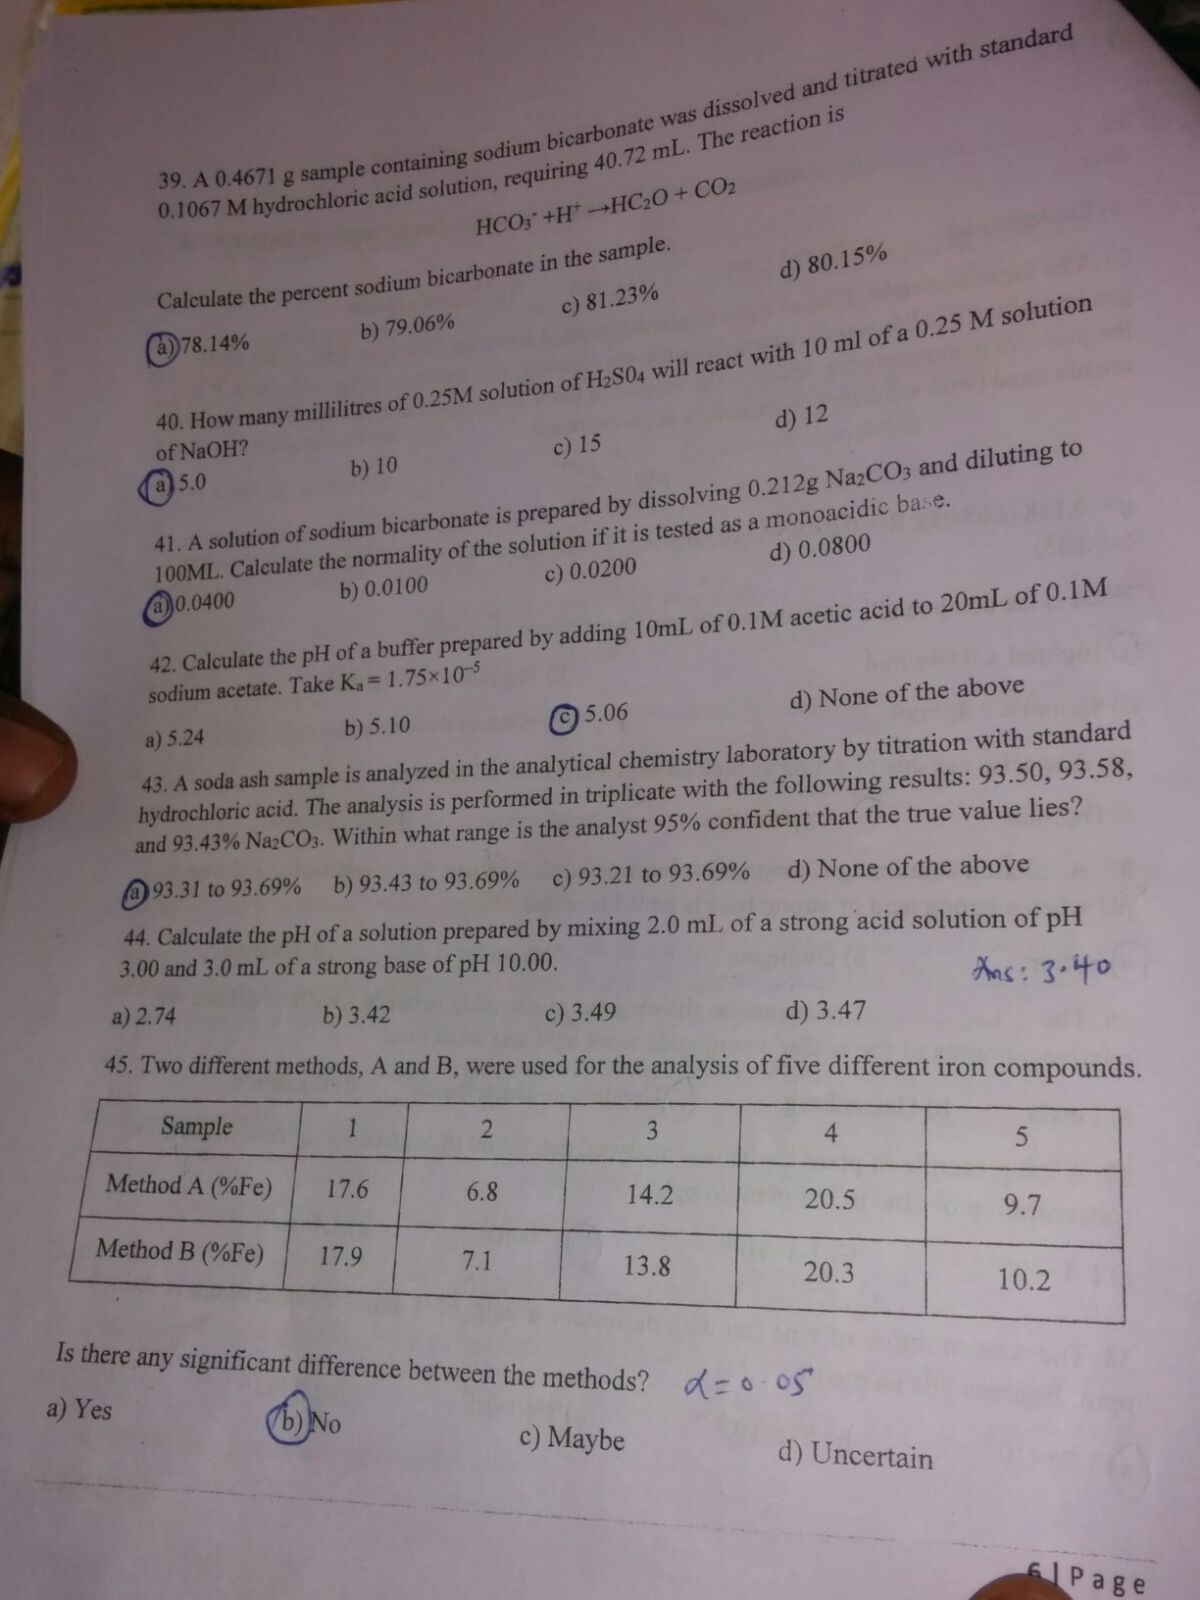 39. A 0.4671 g sample containing sodium bicarbonate was dissolved and titrated with standard
0.1067 M hydrochloric acid solution, requiring 40.72 mL. The reaction is
HCO₃⁻ +H⁺ →HC₂O + CO₂
Calculate the percent sodium bicarbonate in the sample.
a) 78.14% b) 79.06% c) 81.23% d) 80.15%
40. How many millilitres of 0.25M solution of H₂S0₄ will react with 10 ml of a 0.25 M solution
of NaOH?
a) 5.0 b) 10 c) 15 d) 12
41. A solution of sodium bicarbonate is prepared by dissolving 0.212g Na₂CO₃ and diluting to
100ML. Calculate the normality of the solution if it is tested as a monoacidic base.
a) 0.0400 b) 0.0100 c) 0.0200 d) 0.0800
42. Calculate the pH of a buffer prepared by adding 10mL of 0.1M acetic acid to 20mL of 0.1M
sodium acetate. Take Kₐ = 1.75×10⁻⁵
a) 5.24 b) 5.10 c) 5.06 d) None of the above
43. A soda ash sample is analyzed in the analytical chemistry laboratory by titration with standard
hydrochloric acid. The analysis is performed in triplicate with the following results: 93.50, 93.58,
and 93.43% Na₂CO₃. Within what range is the analyst 95% confident that the true value lies?
a) 93.31 to 93.69% b) 93.43 to 93.69% c) 93.21 to 93.69% d) None of the above
44. Calculate the pH of a solution prepared by mixing 2.0 mL of a strong acid solution of pH
3.00 and 3.0 mL of a strong base of pH 10.00.
Ans: 3.40
a) 2.74 b) 3.42 c) 3.49 d) 3.47
45. Two different methods, A and B, were used for the analysis of five different iron compounds.
Sample 1 2 3 4 5
Method A (%Fe) 17.6 6.8 14.2 20.5 9.7
Method B (%Fe) 17.9 7.1 13.8 20.3 10.2
Is there any significant difference between the methods? α=0.05
a) Yes b) No c) Maybe d) Uncertain
6 | Page